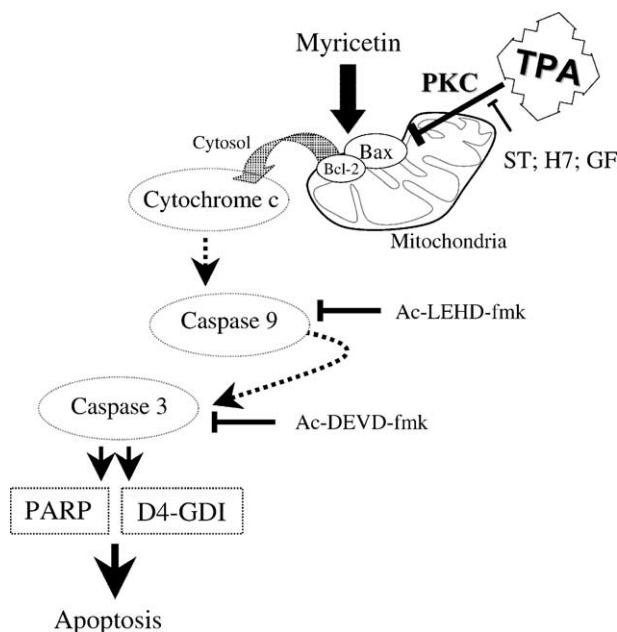 Myricetin
TPA
PKC
Cytosol
Bax
Bcl-2
ST; H7; GF
Cytochrome c
Mitochondria
Caspase 9
Ac-LEHD-fmk
Caspase 3
Ac-DEVD-fmk
PARP
D4-GDI
Apoptosis